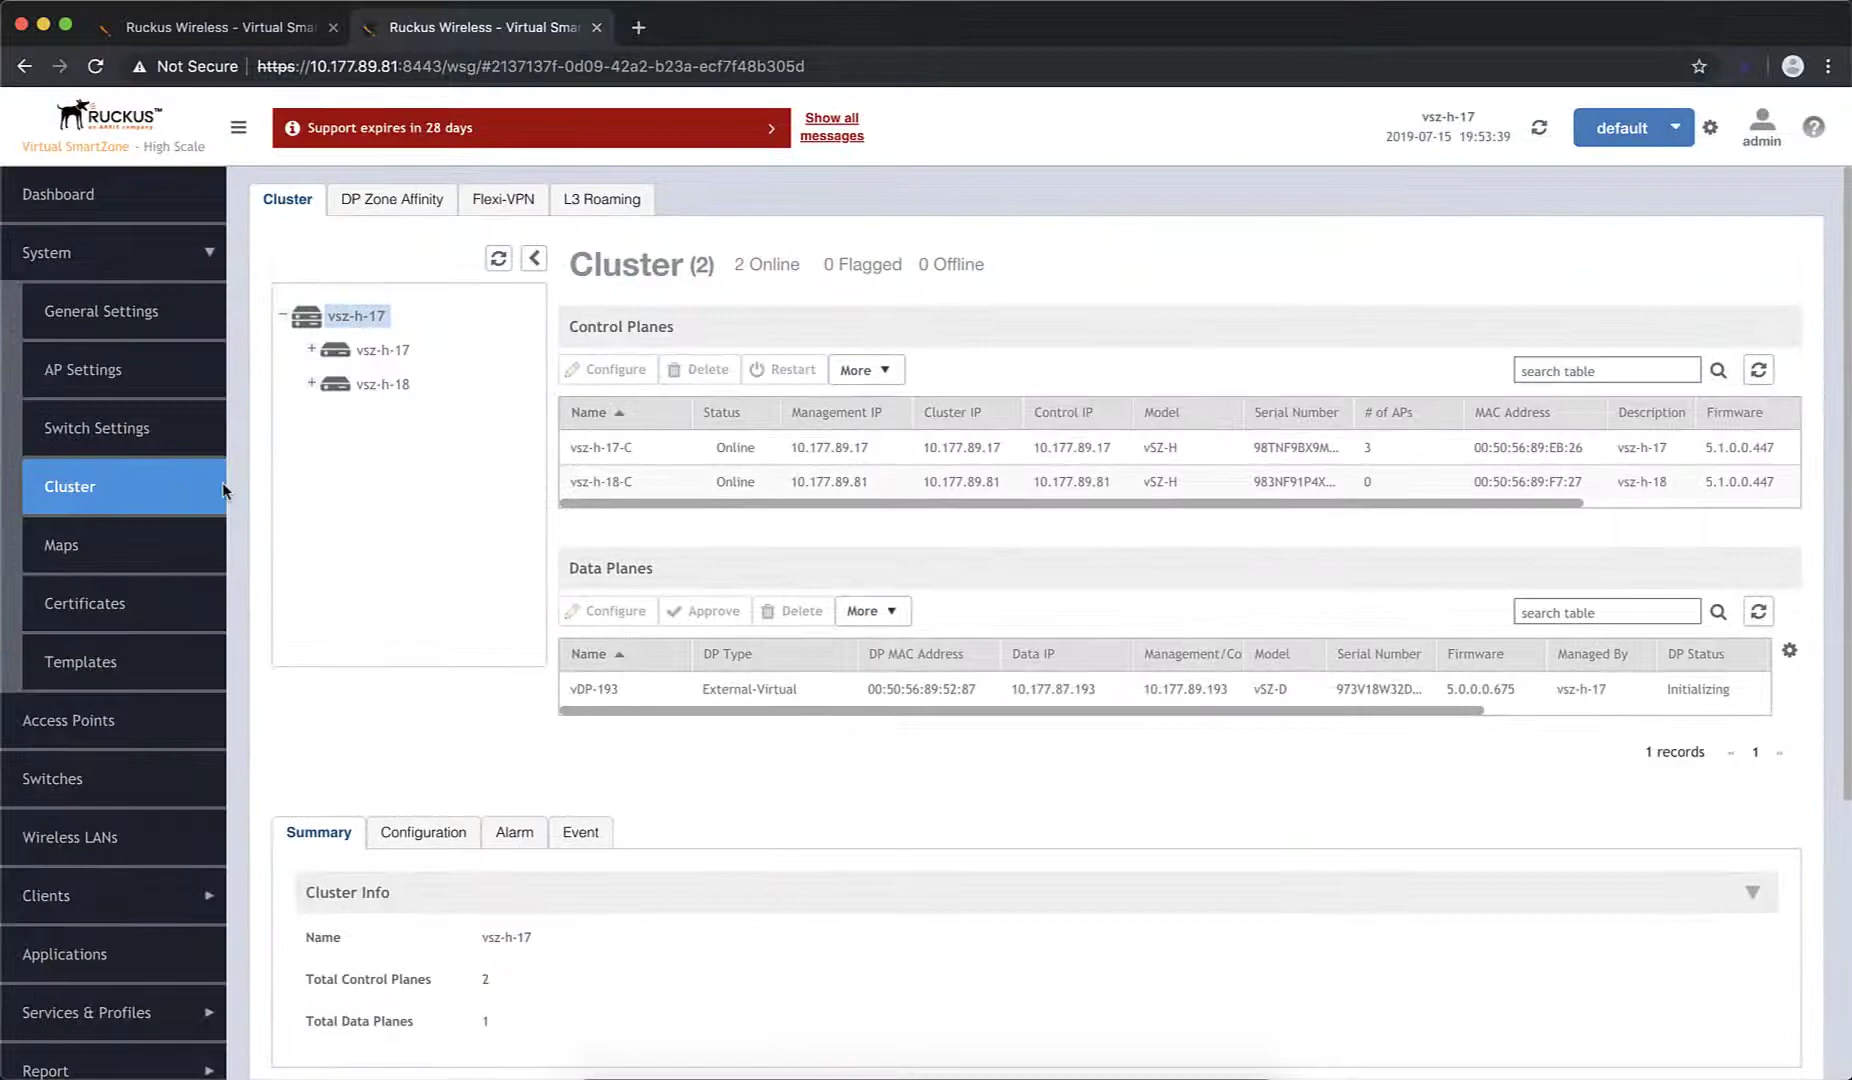 Ruckus Wireless - Virtual Sma
Ruckus Wireless - Virtual Smar
Not Secure
https://10.177.89.81:8443/wsg/#2137137f-0d09-42a2-b23a-ecf7f48b305d
RUCKUS™
an ARRIS company
Virtual SmartZone - High Scale
Support expires in 28 days
Show all
messages
vsz-h-17
2019-07-15 19:53:39
default
admin
Dashboard
System
General Settings
AP Settings
Switch Settings
Cluster
Maps
Certificates
Templates
Access Points
Switches
Wireless LANs
Clients
Applications
Services & Profiles
Report
Cluster DP Zone Affinity Flexi-VPN L3 Roaming
vsz-h-17
vsz-h-17
vsz-h-18
Cluster (2) 2 Online 0 Flagged 0 Offline
Control Planes
Configure Delete Restart More search table
Name Status Management IP Cluster IP Control IP Model Serial Number # of APs MAC Address Description Firmware
vsz-h-17-C Online 10.177.89.17 10.177.89.17 10.177.89.17 vSZ-H 98TNF9BX9M... 3 00:50:56:89:EB:26 vsz-h-17 5.1.0.0.447
vsz-h-18-C Online 10.177.89.81 10.177.89.81 10.177.89.81 vSZ-H 983NF91P4X... 0 00:50:56:89:F7:27 vsz-h-18 5.1.0.0.447
Data Planes
Configure Approve Delete More search table
Name DP Type DP MAC Address Data IP Management/Co Model Serial Number Firmware Managed By DP Status
vDP-193 External-Virtual 00:50:56:89:52:87 10.177.87.193 10.177.89.193 vSZ-D 973V18W32D... 5.0.0.0.675 vsz-h-17 Initializing
1 records « 1 »
Summary Configuration Alarm Event
Cluster Info
Name vsz-h-17
Total Control Planes 2
Total Data Planes 1